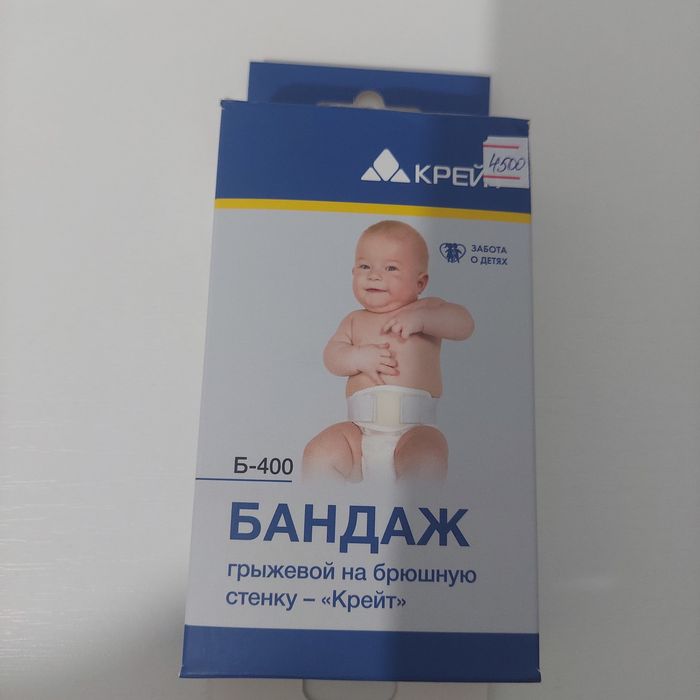 4500
КРЕЙТ
ЗАБОТА
О ДЕТЯХ
Б-400
БАНДАЖ
грыжевой на брюшную
стенку – «Крейт»